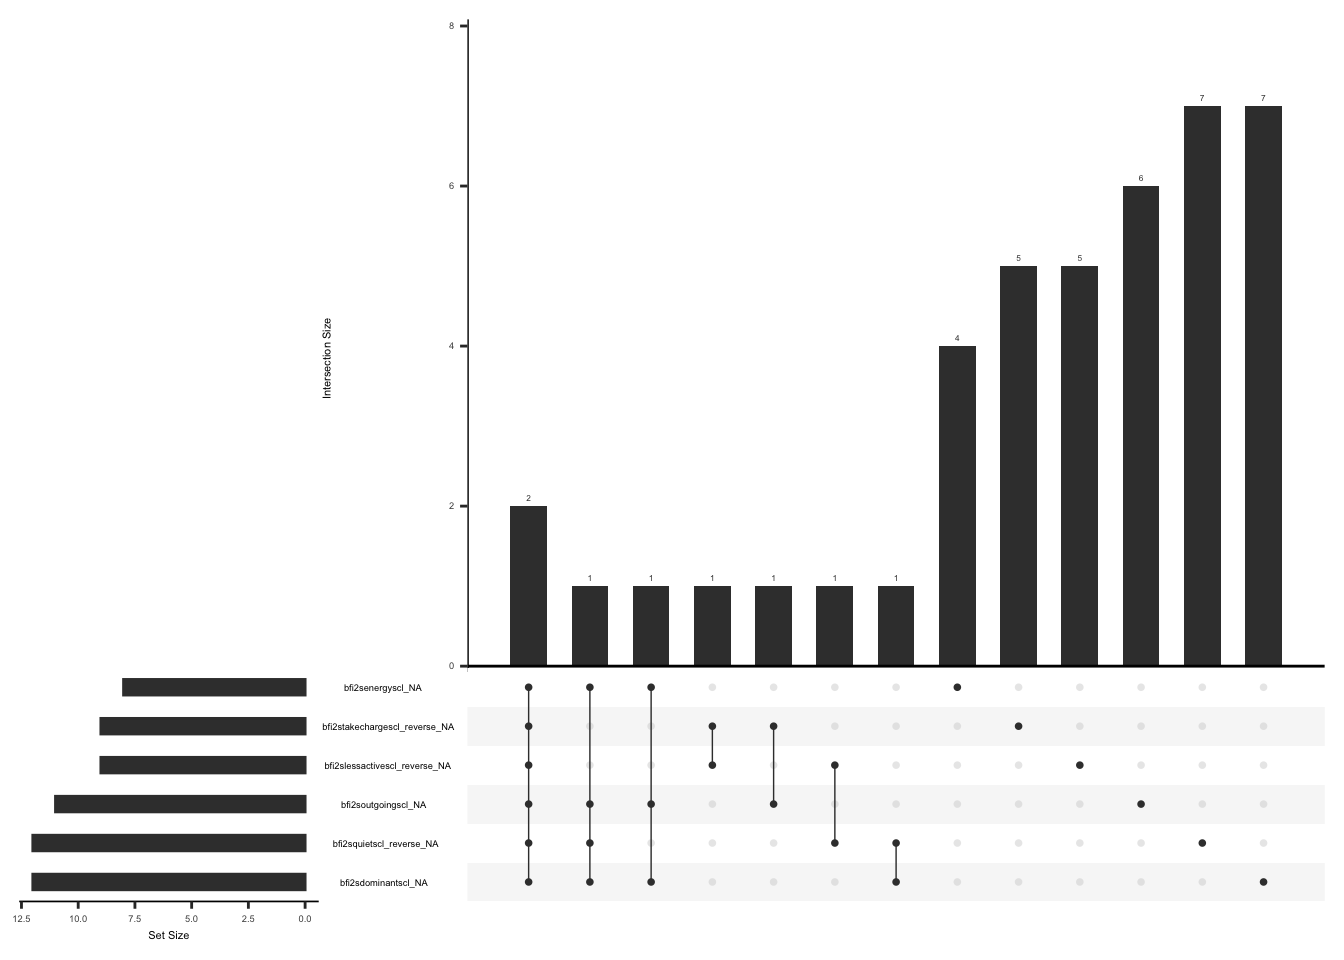 8
7
7
6
6
5
5
4
4
2
2
1
1
1
1
1
1
0
Intersection Size
bfi2senergyscl_NA
bfi2stakechargescl_reverse_NA
bfi2slessactivescl_reverse_NA
bfi2soutgoingscl_NA
bfi2squietscl_reverse_NA
bfi2sdominantscl_NA
12.5 10.0 7.5 5.0 2.5 0.0
Set Size